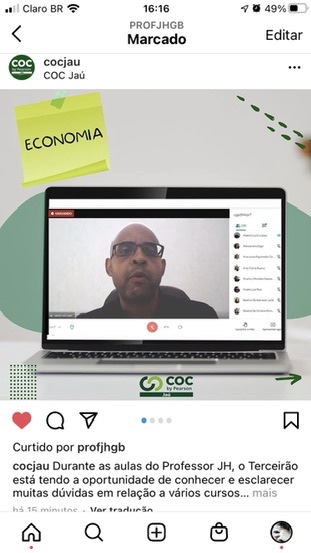 Claro BR
16:16
49%
PROFJHGB
Marcado
Editar
cocjau
COC Jaú
ECONOMIA
COC
by Pearson
Jaú
Curtido por profjhgb
cocjau Durante as aulas do Professor JH, o Terceirão
está tendo a oportunidade de conhecer e esclarecer
muitas dúvidas em relação a vários cursos... mais
há 15 minutos · Ver tradução